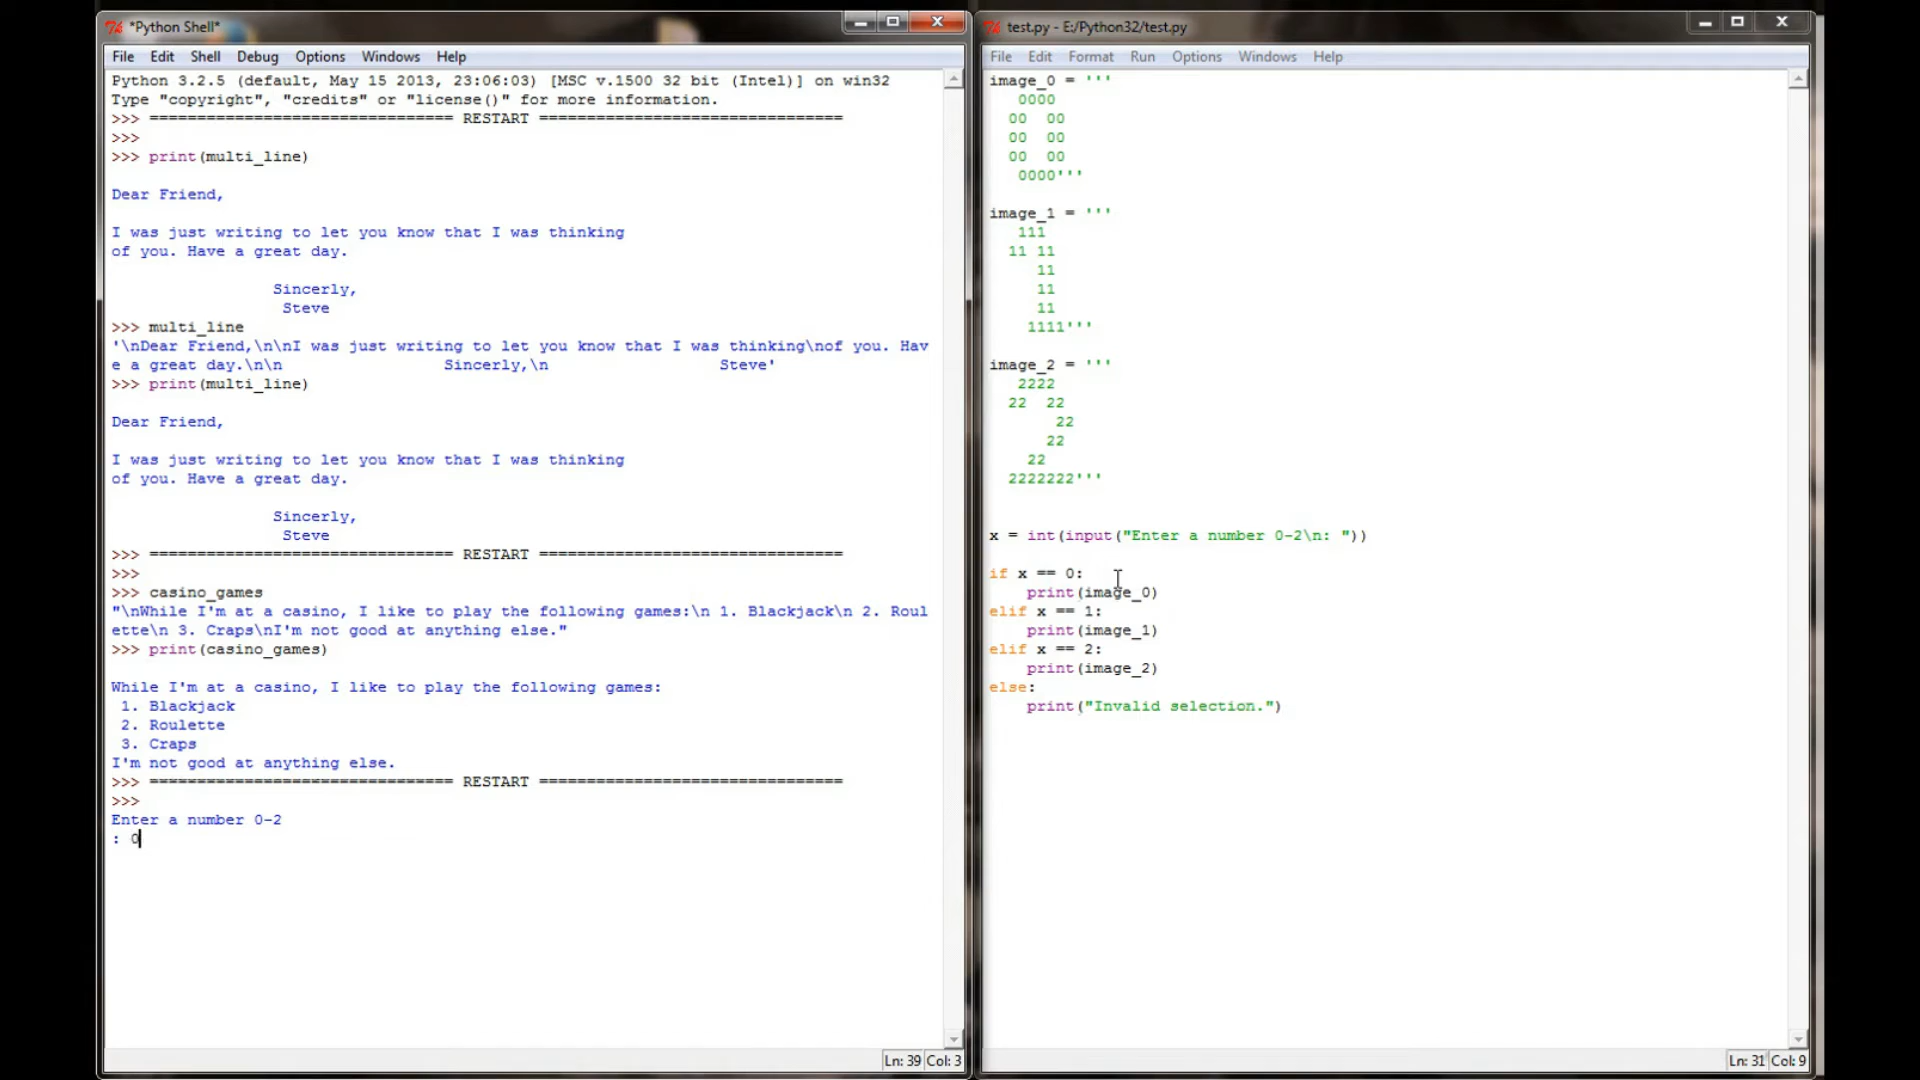 *Python Shell*
File Edit Shell Debug Options Windows Help
Python 3.2.5 (default, May 15 2013, 23:06:03) [MSC v.1500 32 bit (Intel)] on win32
Type "copyright", "credits" or "license()" for more information.
>>> ================================ RESTART ================================
>>>
>>> print(multi_line)
Dear Friend,
I was just writing to let you know that I was thinking
of you. Have a great day.
Sincerly,
Steve
>>> multi_line
'\nDear Friend,\n\nI was just writing to let you know that I was thinking\nof you. Hav
e a great day.\n\n                 Sincerly,\n                  Steve'
>>> print(multi_line)
Dear Friend,
I was just writing to let you know that I was thinking
of you. Have a great day.
Sincerly,
Steve
>>> ================================ RESTART ================================
>>>
>>> casino_games
"\nWhile I'm at a casino, I like to play the following games:\n 1. Blackjack\n 2. Roul
ette\n 3. Craps\nI'm not good at anything else."
>>> print(casino_games)
While I'm at a casino, I like to play the following games:
1. Blackjack
2. Roulette
3. Craps
I'm not good at anything else.
>>> ================================ RESTART ================================
>>>
Enter a number 0-2
: 0
Ln: 39 Col: 3
test.py - E:/Python32/test.py
File Edit Format Run Options Windows Help
image_0 = '''
   0000
  00  00
  00  00
  00  00
   0000'''
image_1 = '''
   111
  11 11
     11
     11
     11
    1111'''
image_2 = '''
   2222
  22  22
       22
      22
    22
  2222222'''
x = int(input("Enter a number 0-2\n: "))
if x == 0:
    print(image_0)
elif x == 1:
    print(image_1)
elif x == 2:
    print(image_2)
else:
    print("Invalid selection.")
Ln: 31 Col: 9